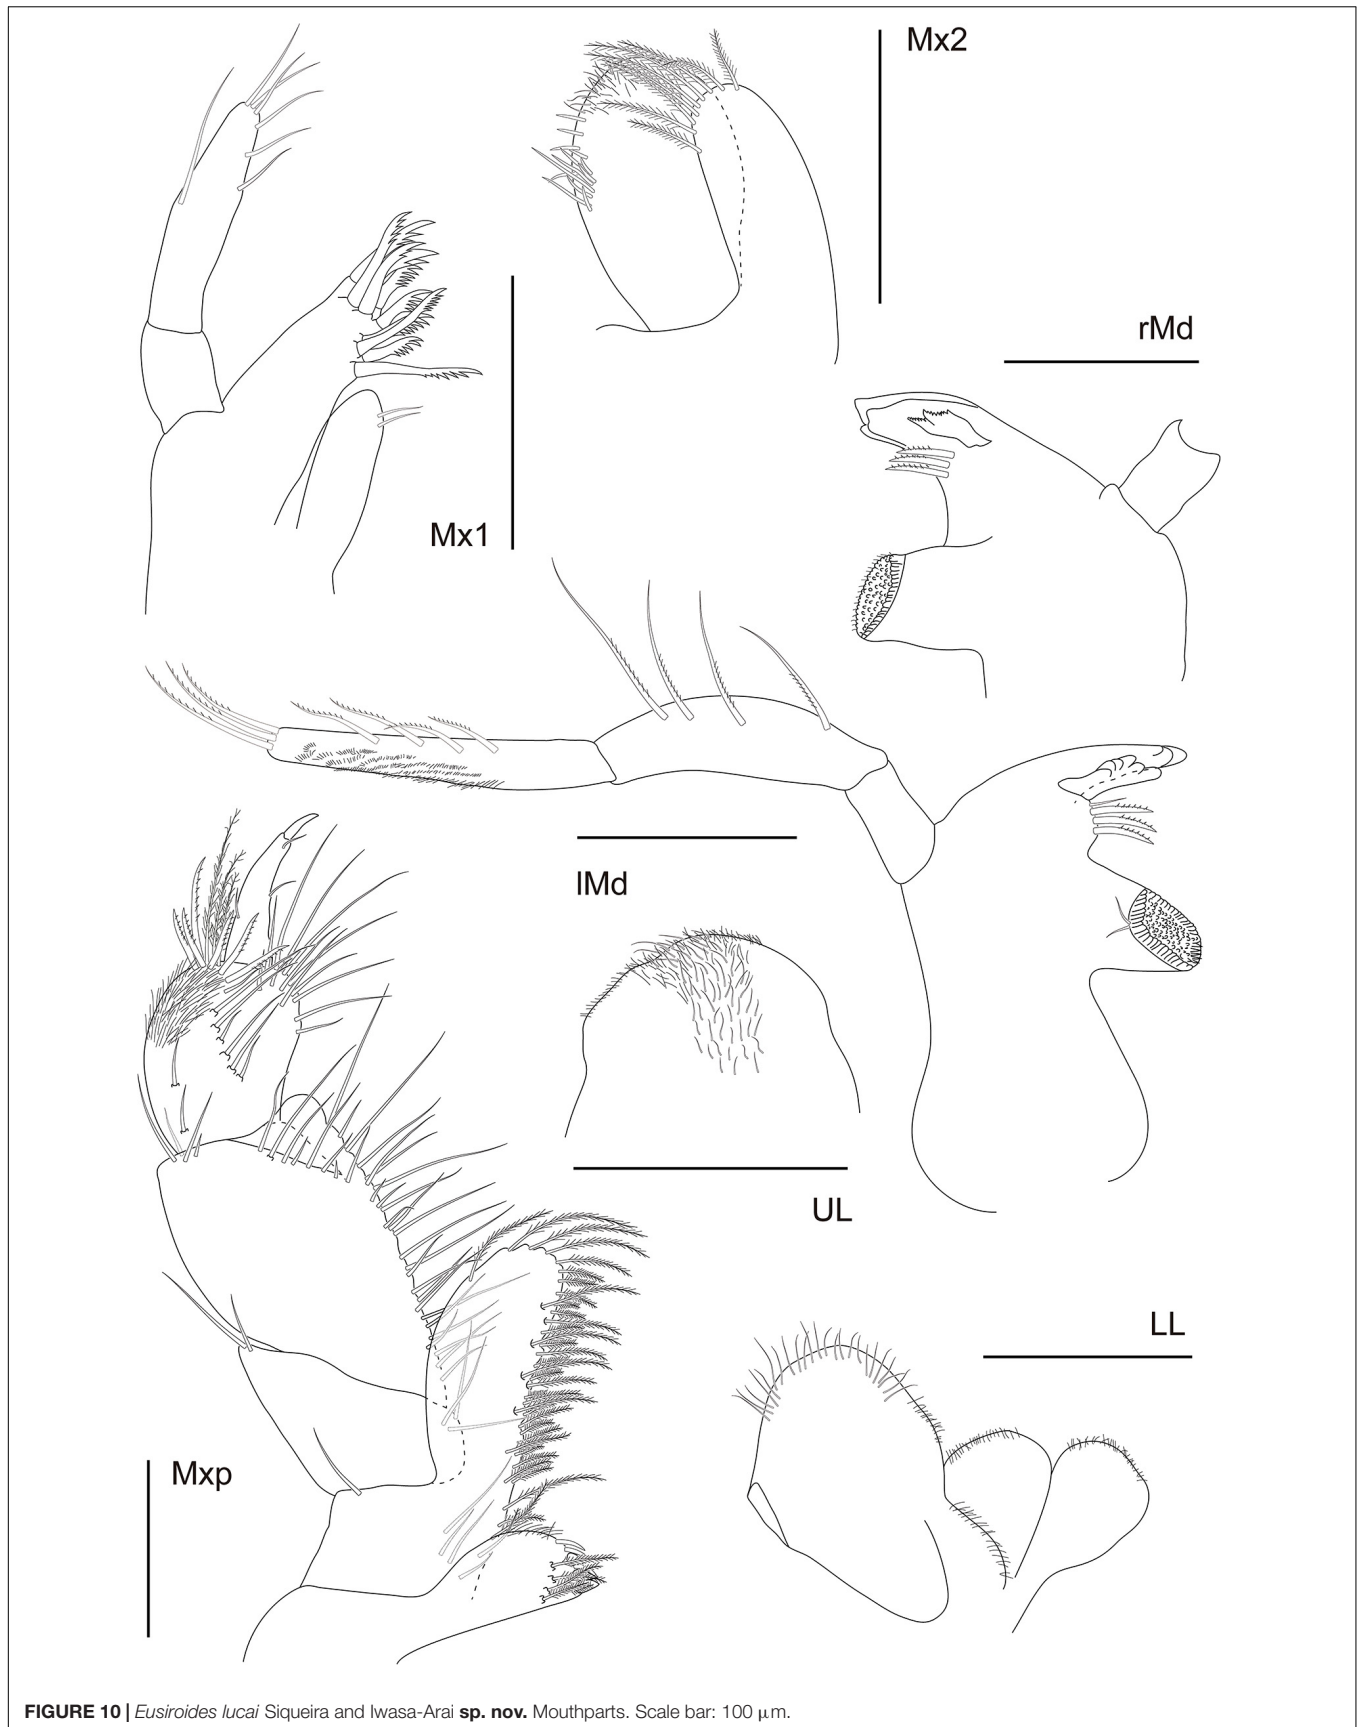 Mx2
rMd
Mx1
lMd
UL
LL
Mxp
FIGURE 10 | Eusiroides lucai Siqueira and Iwasa-Arai sp. nov. Mouthparts. Scale bar: 100 μm.